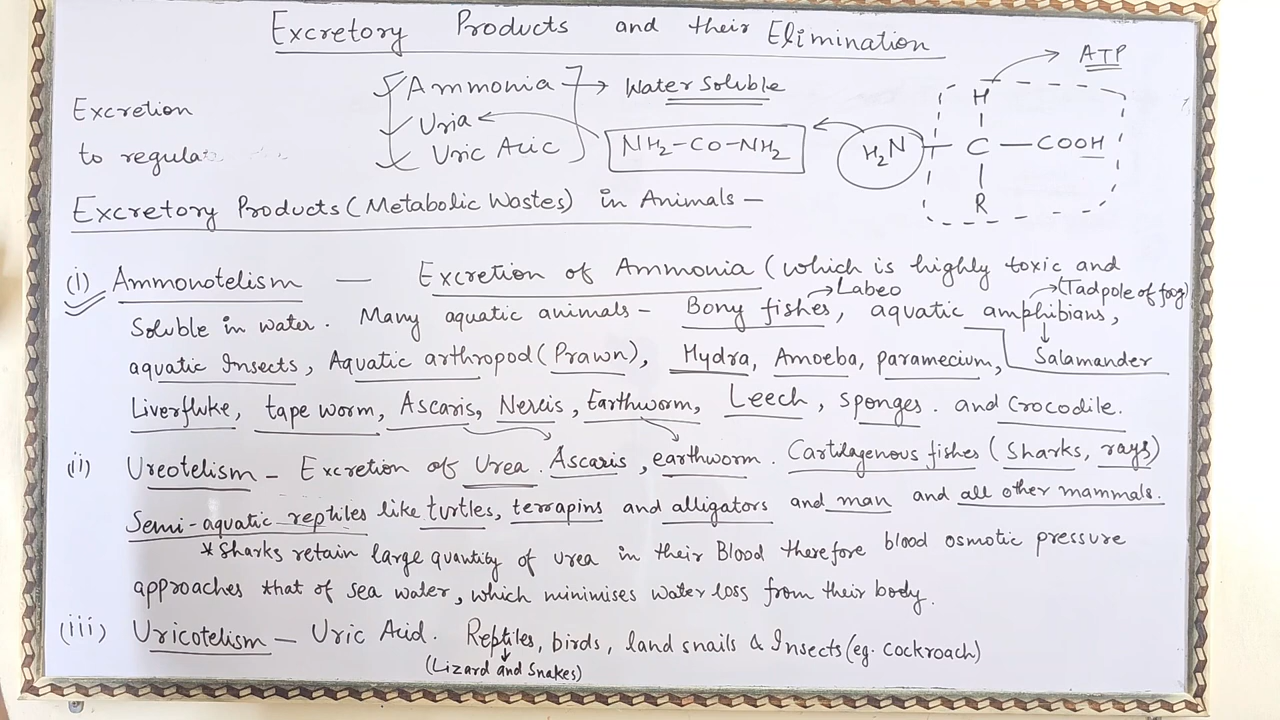 Excretory Products and their Elimination
ATP
Ammonia → Water soluble
Excretion
Uria
NH₂-CO-NH₂
H₂N - C - COOH
H
R
to regulat
Uric Acic
Excretory Products (Metabolic Wastes) in Animals —
(i) Ammonotelism — Excretion of Ammonia (which is highly toxic and
→ Labeo → (Tadpole of fog)
Soluble in water. Many aquatic animals - Bony fishes, aquatic amphibians,
aquatic Insects, Aquatic arthropod (Prawn), Hydra, Amoeba, paramecium, Salamander
Liverfluke, tape worm, Ascaris, Nereis, Earthworm, Leech, sponges. and Crocodile.
(ii) Ureotelism - Excretion of Urea. Ascaris, earthworm. Cartilagenous fishes (Sharks, rays)
Semi-aquatic reptiles like turtles, terrapins and alligators and man and all other mammals.
* Sharks retain large quantity of urea in their Blood therefore blood osmotic pressure
approaches that of sea water, which minimises water loss from their body.
(iii) Uricotelism - Uric Acid. Reptiles, birds, land snails & Insects (eg. cockroach)
(Lizard and Snakes)